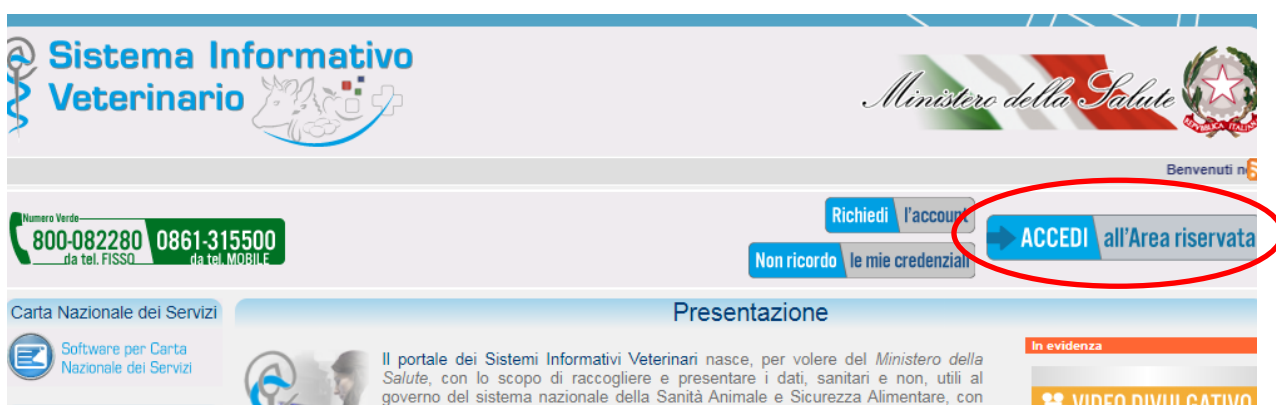 Sistema Informativo
Veterinario
Ministero della Salute
REPVBBLICA ITALIANA
Benvenuti
Numero Verde
800-082280 0861-315500
da tel. FISSO da tel. MOBILE
Richiedi l'account
Non ricordo le mie credenziali
ACCEDI all'Area riservata
Carta Nazionale dei Servizi
Software per Carta
Nazionale dei Servizi
Presentazione
Il portale dei Sistemi Informativi Veterinari nasce, per volere del Ministero della
Salute, con lo scopo di raccogliere e presentare i dati, sanitari e non, utili al
governo del sistema nazionale della Sanità Animale e Sicurezza Alimentare, con
In evidenza
VIDEO DIVULGATIVO